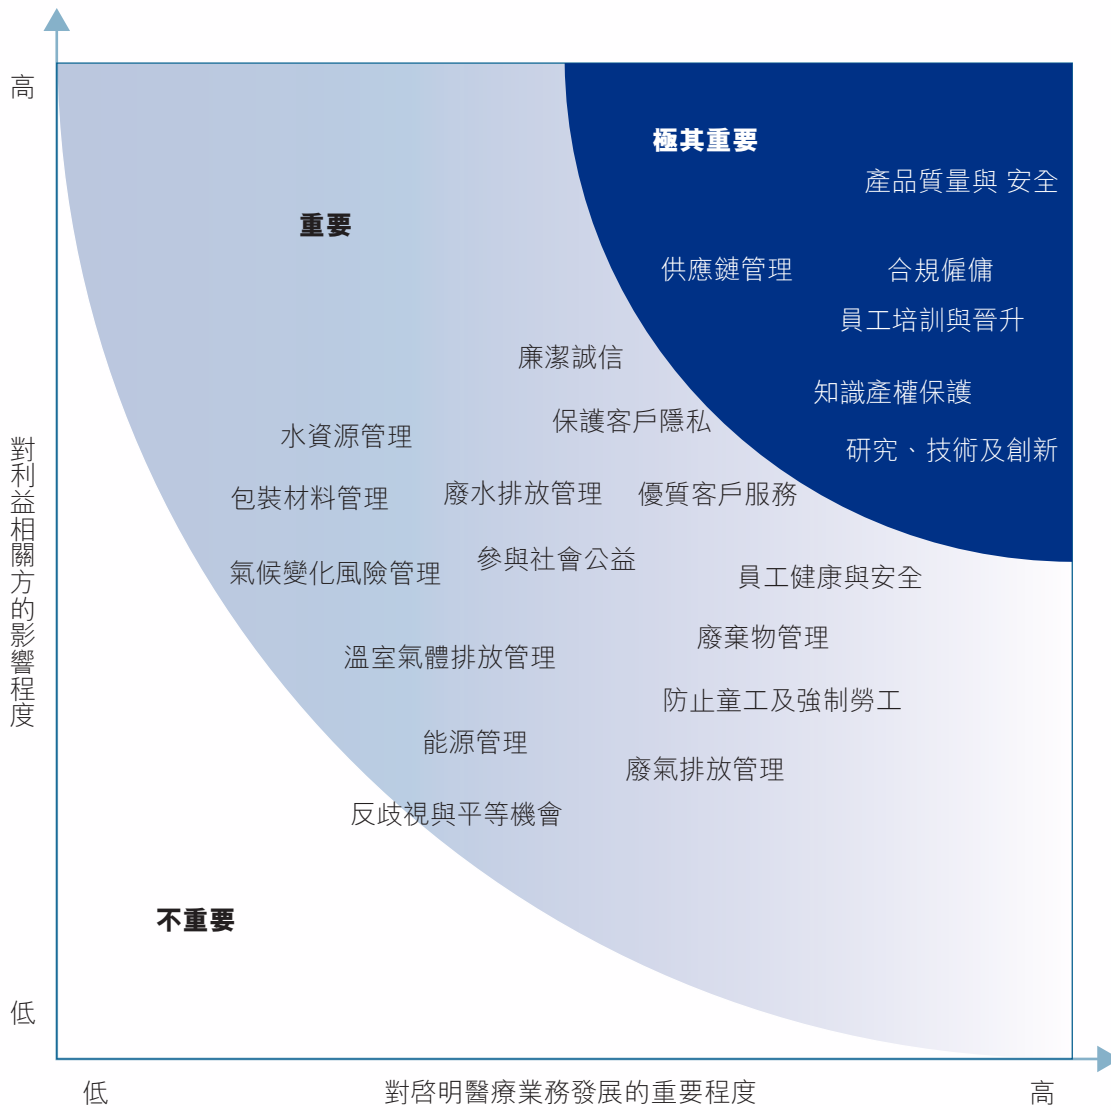 高
極其重要
產品質量與 安全
重要
供應鏈管理
合規僱傭
員工培訓與晉升
廉潔誠信
知識產權保護
保護客戶隱私
水資源管理
研究、技術及創新
對利益相關方的影響程度
包裝材料管理
廢水排放管理
優質客戶服務
參與社會公益
氣候變化風險管理
員工健康與安全
廢棄物管理
溫室氣體排放管理
防止童工及強制勞工
能源管理
廢氣排放管理
反歧視與平等機會
不重要
低
低
對啓明醫療業務發展的重要程度
高